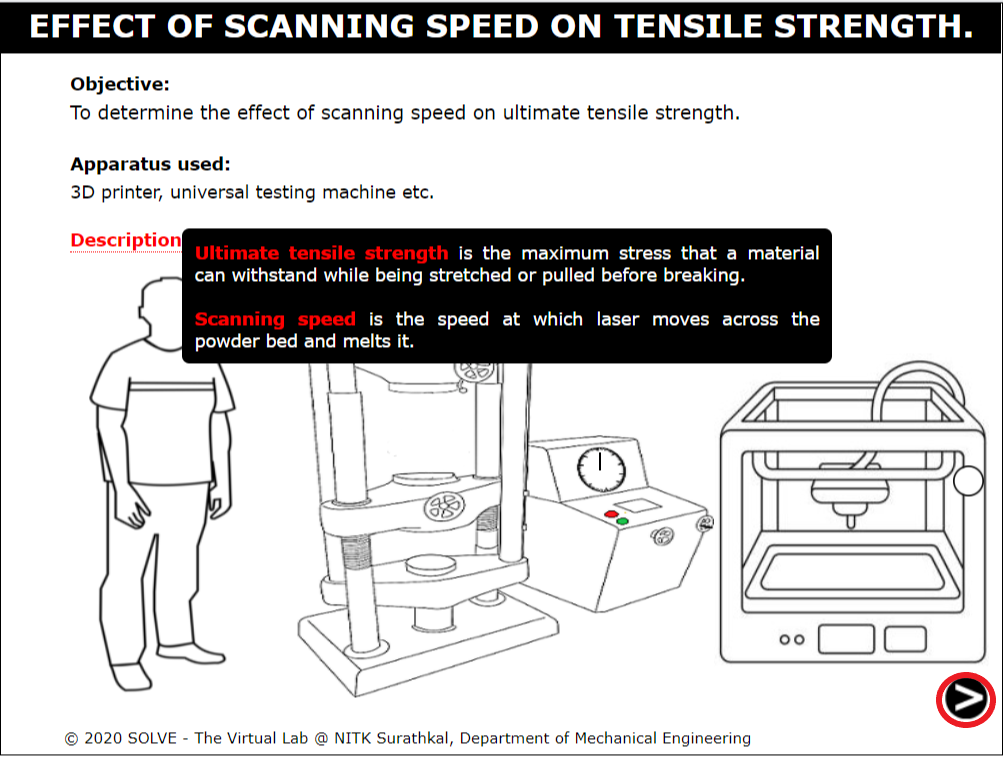 EFFECT OF SCANNING SPEED ON TENSILE STRENGTH.
Objective:
To determine the effect of scanning speed on ultimate tensile strength.
Apparatus used:
3D printer, universal testing machine etc.
Description
Ultimate tensile strength is the maximum stress that a material
can withstand while being stretched or pulled before breaking.
Scanning speed is the speed at which laser moves across the
powder bed and melts it.
© 2020 SOLVE - The Virtual Lab @ NITK Surathkal, Department of Mechanical Engineering